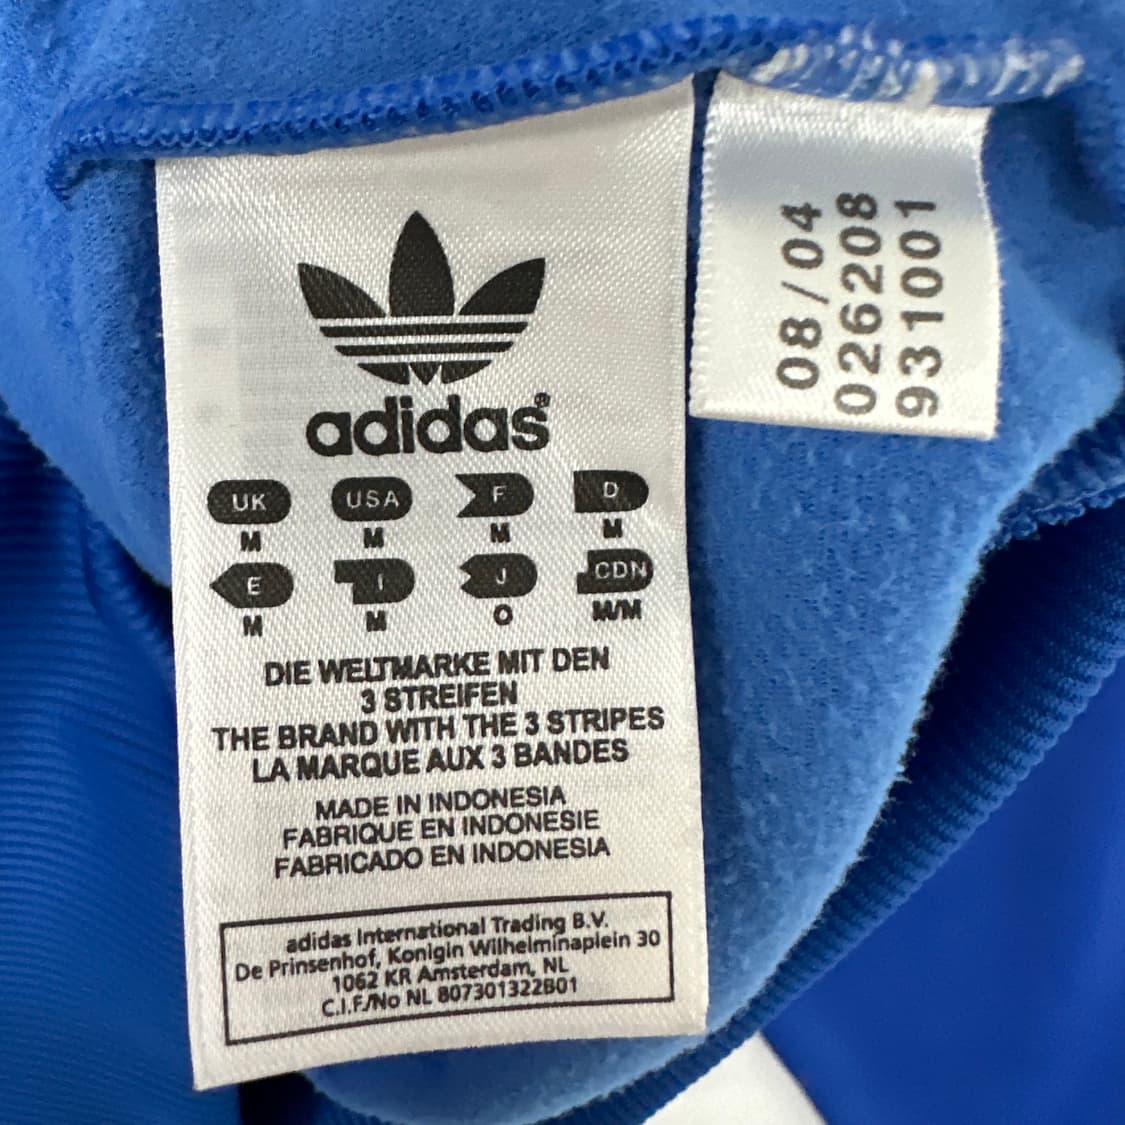 adidas®
UK USA F D
M M M M
E I J CDN
M M O M/M
DIE WELTMARKE MIT DEN
3 STREIFEN
THE BRAND WITH THE 3 STRIPES
LA MARQUE AUX 3 BANDES
MADE IN INDONESIA
FABRIQUE EN INDONESIE
FABRICADO EN INDONESIA
adidas International Trading B.V.
De Prinsenhof, Konigin Wilhelminaplein 30
1062 KR Amsterdam, NL
C.I.F./No NL 807301322B01
08/04
026208
931001